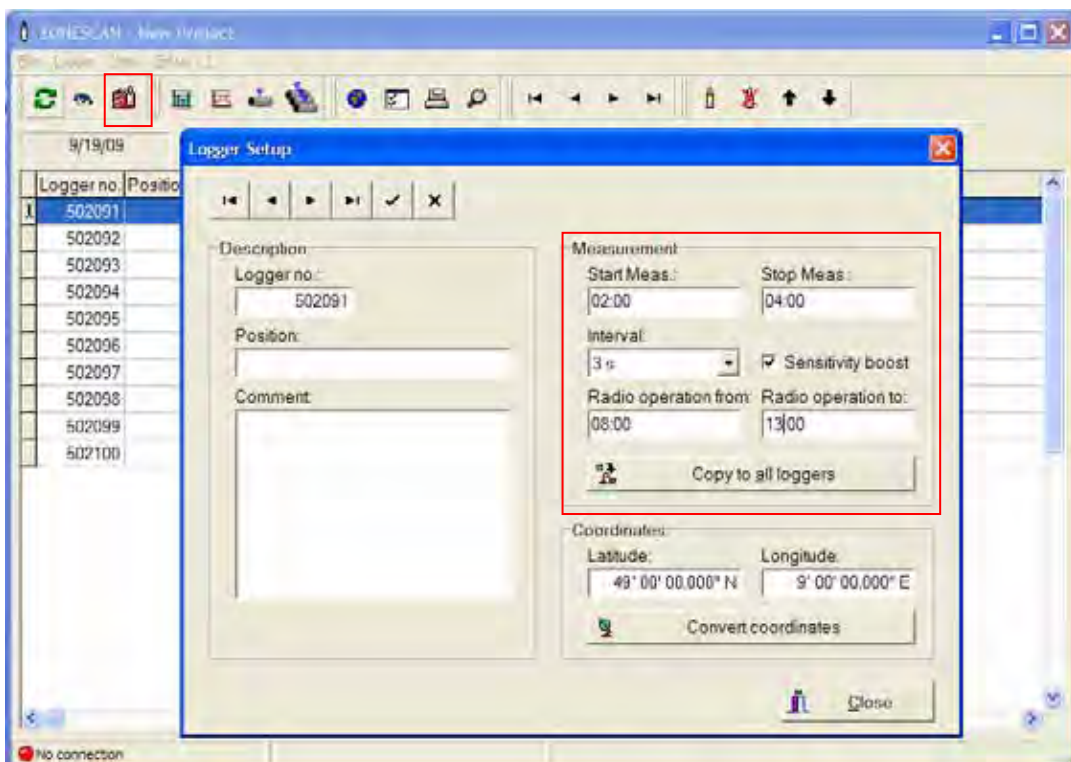 New Project
9/19/09
Logger Setup
Logger no. Positio
502091
502092
502093
502094
502095
502096
502097
502098
502099
502100
Description
Logger no.:
502091
Position:
Comment:
Measurement
Start Meas.: Stop Meas.:
02:00 04:00
Interval:
3 s Sensitivity boost
Radio operation from: Radio operation to:
08:00 13:00
Copy to all loggers
Coordinates:
Latitude: Longitude:
49° 00' 00,000" N 9° 00' 00,000" E
Convert coordinates
Close
No connection